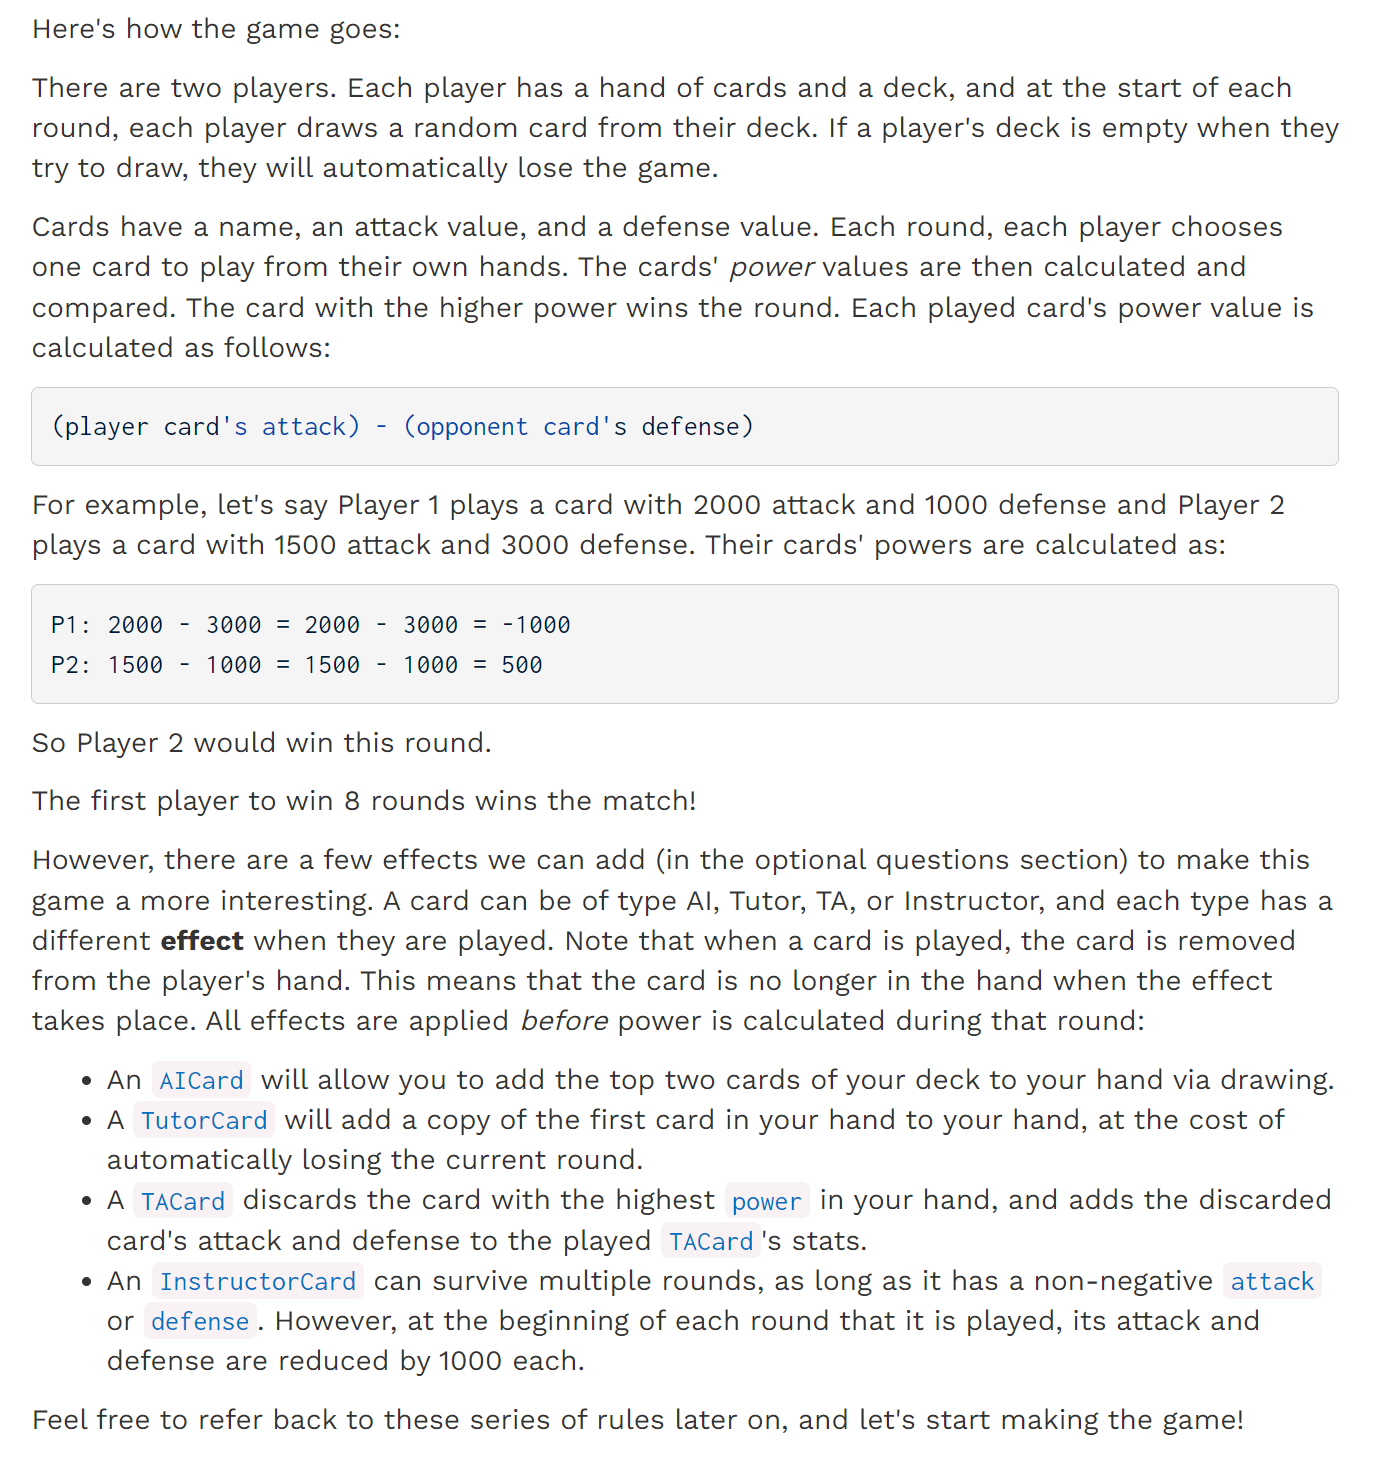 Here's how the game goes:
There are two players. Each player has a hand of cards and a deck, and at the start of each
round, each player draws a random card from their deck. If a player's deck is empty when they
try to draw, they will automatically lose the game.
Cards have a name, an attack value, and a defense value. Each round, each player chooses
one card to play from their own hands. The cards' power values are then calculated and
compared. The card with the higher power wins the round. Each played card's power value is
calculated as follows:
(player card's attack) - (opponent card's defense)
For example, let's say Player 1 plays a card with 2000 attack and 1000 defense and Player 2
plays a card with 1500 attack and 3000 defense. Their cards' powers are calculated as:
P1: 2000 - 3000 = 2000 - 3000 = -1000
P2: 1500 - 1000 = 1500 - 1000 = 500
So Player 2 would win this round.
The first player to win 8 rounds wins the match!
However, there are a few effects we can add (in the optional questions section) to make this
game a more interesting. A card can be of type AI, Tutor, TA, or Instructor, and each type has a
different effect when they are played. Note that when a card is played, the card is removed
from the player's hand. This means that the card is no longer in the hand when the effect
takes place. All effects are applied before power is calculated during that round:
• An AICard will allow you to add the top two cards of your deck to your hand via drawing.
• A TutorCard will add a copy of the first card in your hand to your hand, at the cost of
automatically losing the current round.
• A TACard discards the card with the highest power in your hand, and adds the discarded
card's attack and defense to the played TACard's stats.
• An InstructorCard can survive multiple rounds, as long as it has a non-negative attack
or defense. However, at the beginning of each round that it is played, its attack and
defense are reduced by 1000 each.
Feel free to refer back to these series of rules later on, and let's start making the game!